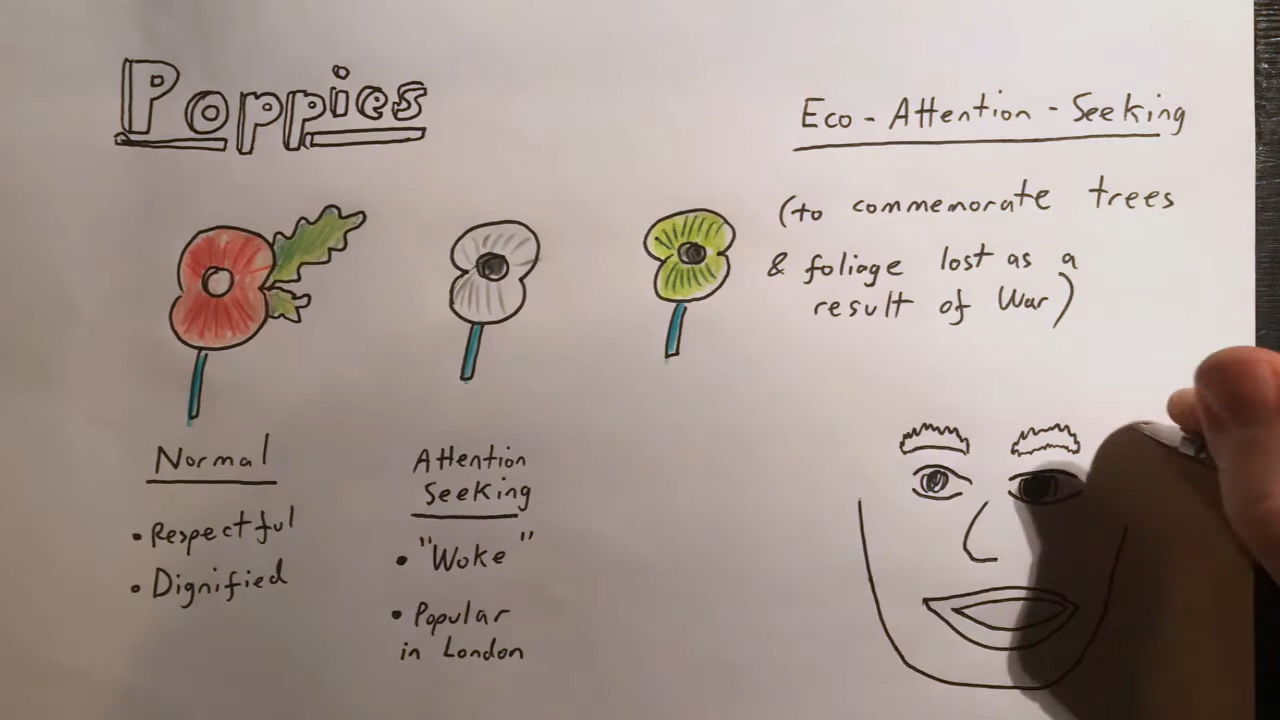 Poppies
Eco - Attention - Seeking
(to commemorate trees
& foliage lost as a
result of War)
Normal
• Respectful
• Dignified
Attention
Seeking
• "Woke"
• Popular
in London